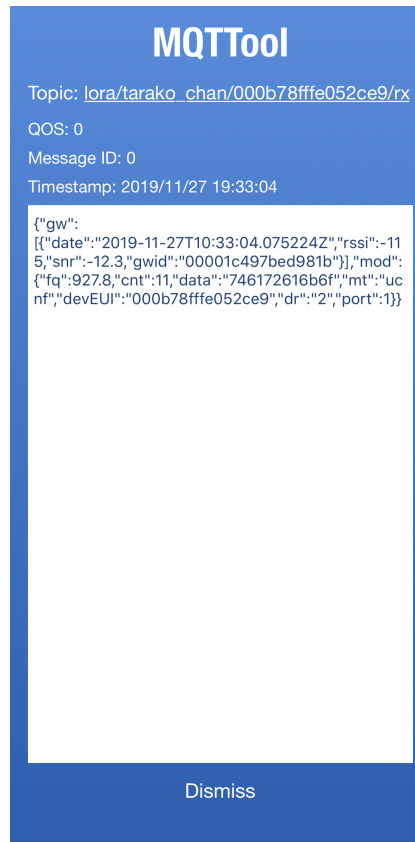 MQTTool
Topic: lora/tarako_chan/000b78fffe052ce9/rx
QOS: 0
Message ID: 0
Timestamp: 2019/11/27 19:33:04
{"gw":
[{"date":"2019-11-27T10:33:04.075224Z","rssi":-11
5,"snr":-12.3,"gwid":"00001c497bed981b"}],"mod":
{"fq":927.8,"cnt":11,"data":"746172616b6f","mt":"uc
nf","devEUI":"000b78fffe052ce9","dr":"2","port":1}}
Dismiss